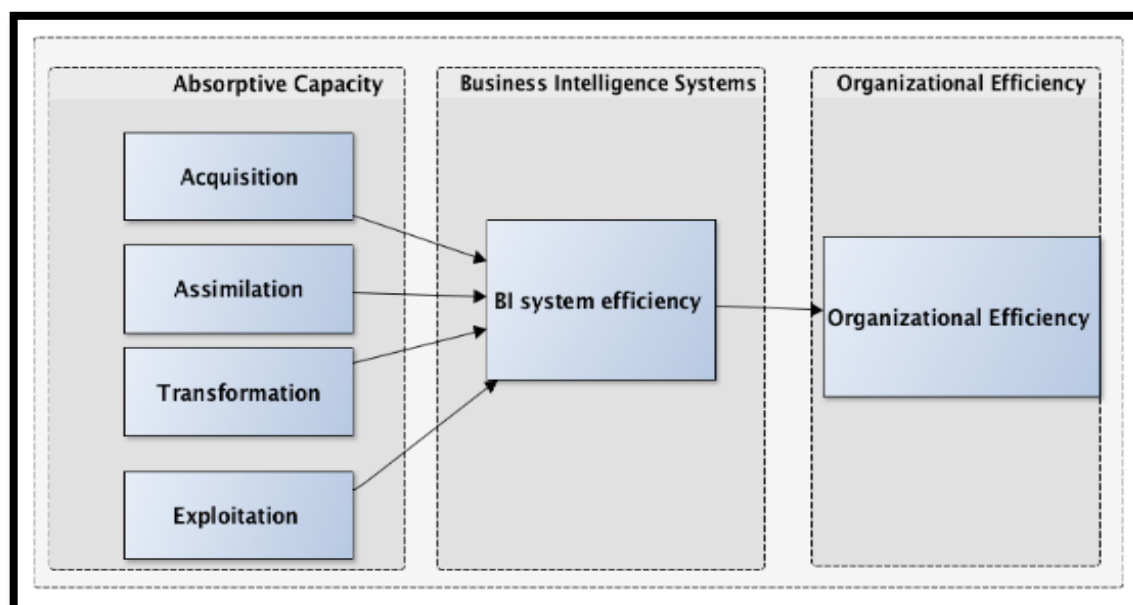 Absorptive Capacity
Acquisition
Assimilation
Transformation
Exploitation
Business Intelligence Systems
BI system efficiency
Organizational Efficiency
Organizational Efficiency